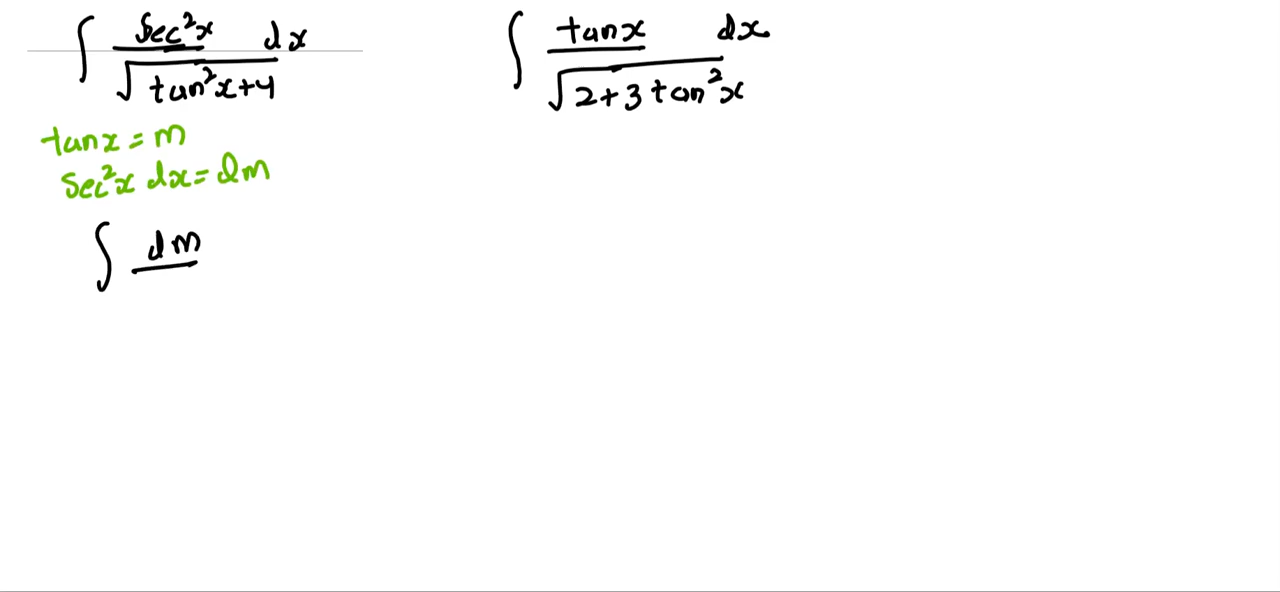 ∫ sec²x dx / √(tan²x+4)
∫ tanx dx / √(2+3tan²x)
tanx = m
sec²x dx = dm
∫ dm